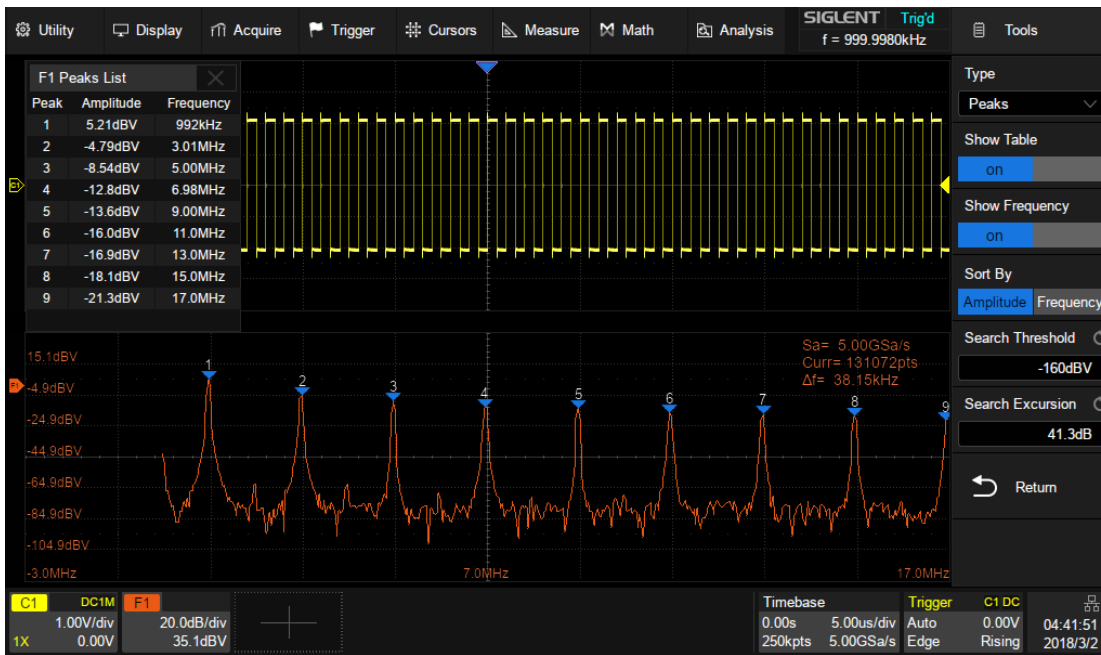 Utility Display Acquire Trigger Cursors Measure Math Analysis SIGLENT Trig'd Tools
f = 999.9980kHz
F1 Peaks List
Peak Amplitude Frequency
1 5.21dBV 992kHz
2 -4.79dBV 3.01MHz
3 -8.54dBV 5.00MHz
4 -12.8dBV 6.98MHz
5 -13.6dBV 9.00MHz
6 -16.0dBV 11.0MHz
7 -16.9dBV 13.0MHz
8 -18.1dBV 15.0MHz
9 -21.3dBV 17.0MHz
C1
Type
Peaks
Show Table
on
Show Frequency
on
Sort By
Amplitude Frequency
Search Threshold
-160dBV
Search Excursion
41.3dB
Return
Sa= 5.00GSa/s
Curr= 131072pts
Δf= 38.15kHz
15.1dBV
F1 -4.9dBV
-24.9dBV
-44.9dBV
-64.9dBV
-84.9dBV
-104.9dBV
1 2 3 4 5 6 7 8 9
-3.0MHz 7.0MHz 17.0MHz
C1 DC1M F1 Timebase Trigger C1 DC
1.00V/div 20.0dB/div 0.00s 5.00us/div Auto 0.00V 04:41:51
1X 0.00V 35.1dBV 250kpts 5.00GSa/s Edge Rising 2018/3/2